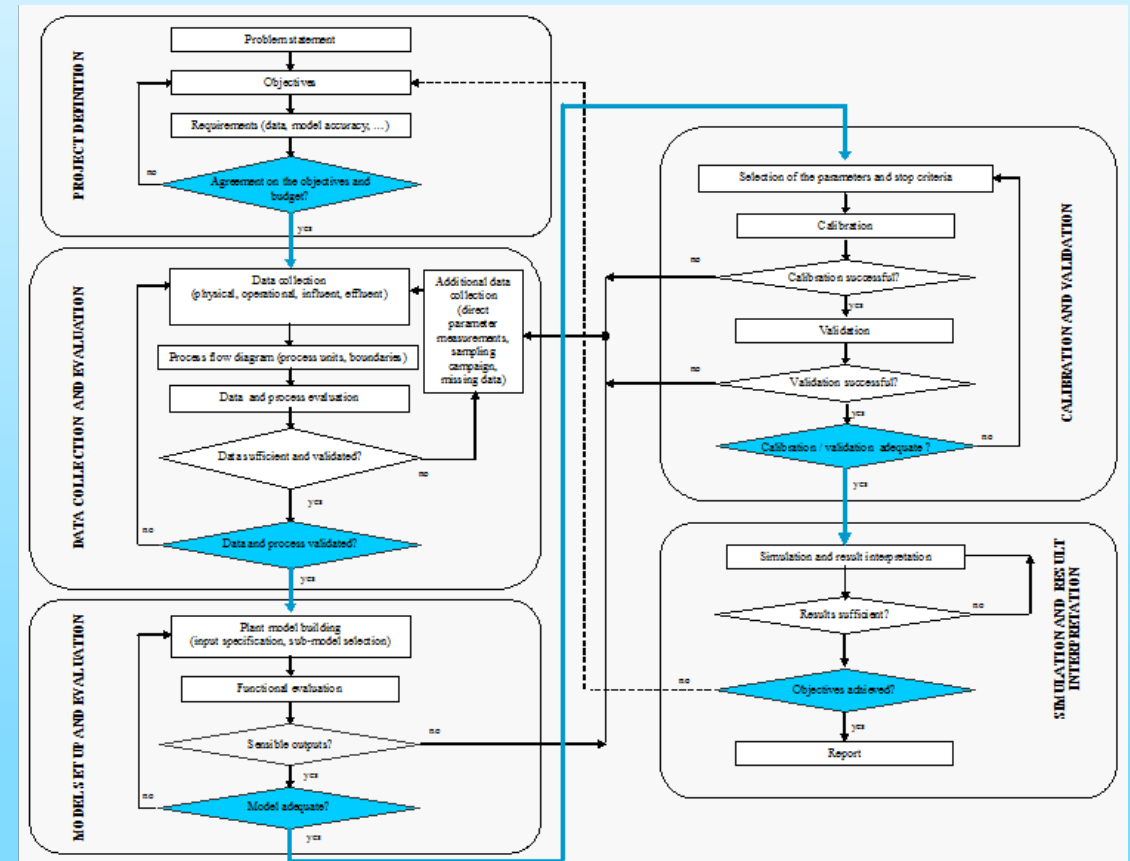 PROJECT DEFINITION
Problem statement
Objectives
Requirements (data, model accuracy, …)
no
Agreement on the objectives and
budget?
yes
DATA COLLECTION AND EVALUATION
Data collection
(physical, operational, influent, effluent)
Additional data
collection
(direct
parameter
measurements,
sampling
campaign,
missing data)
Process flow diagram (process units, boundaries)
Data and process evaluation
Data sufficient and validated?
no
yes
no
Data and process validated?
yes
MODEL SET UP AND EVALUATION
Plant model building
(input specification, sub-model selection)
Functional evaluation
Sensible outputs?
no
yes
no
Model adequate?
yes
CALIBRATION AND VALIDATION
Selection of the parameters and stop criteria
Calibration
no
Calibration successful?
yes
Validation
no
Validation successful?
yes
Calibration / validation adequate ?
no
yes
SIMULATION AND RESULT
INTERPRETATION
Simulation and result interpretation
Results sufficient?
no
no
Objectives achieved?
yes
Report